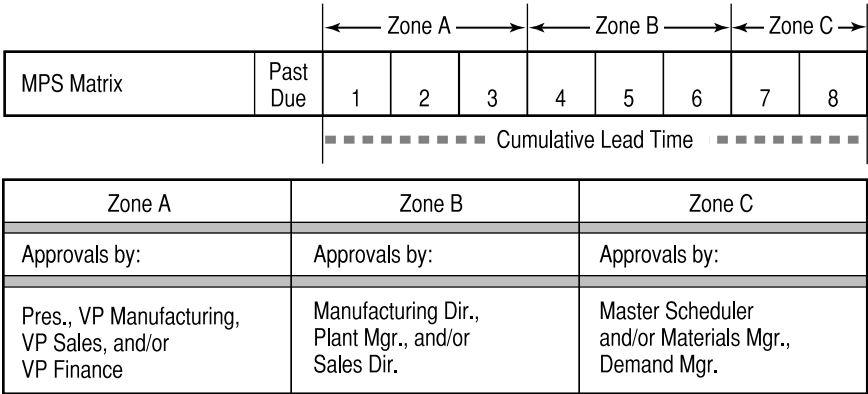 Zone A Zone B Zone C
MPS Matrix Past Due 1 2 3 4 5 6 7 8
Cumulative Lead Time
Zone A Zone B Zone C
Approvals by: Approvals by: Approvals by:
Pres., VP Manufacturing, Manufacturing Dir., Master Scheduler
VP Sales, and/or Plant Mgr., and/or and/or Materials Mgr.,
VP Finance Sales Dir. Demand Mgr.